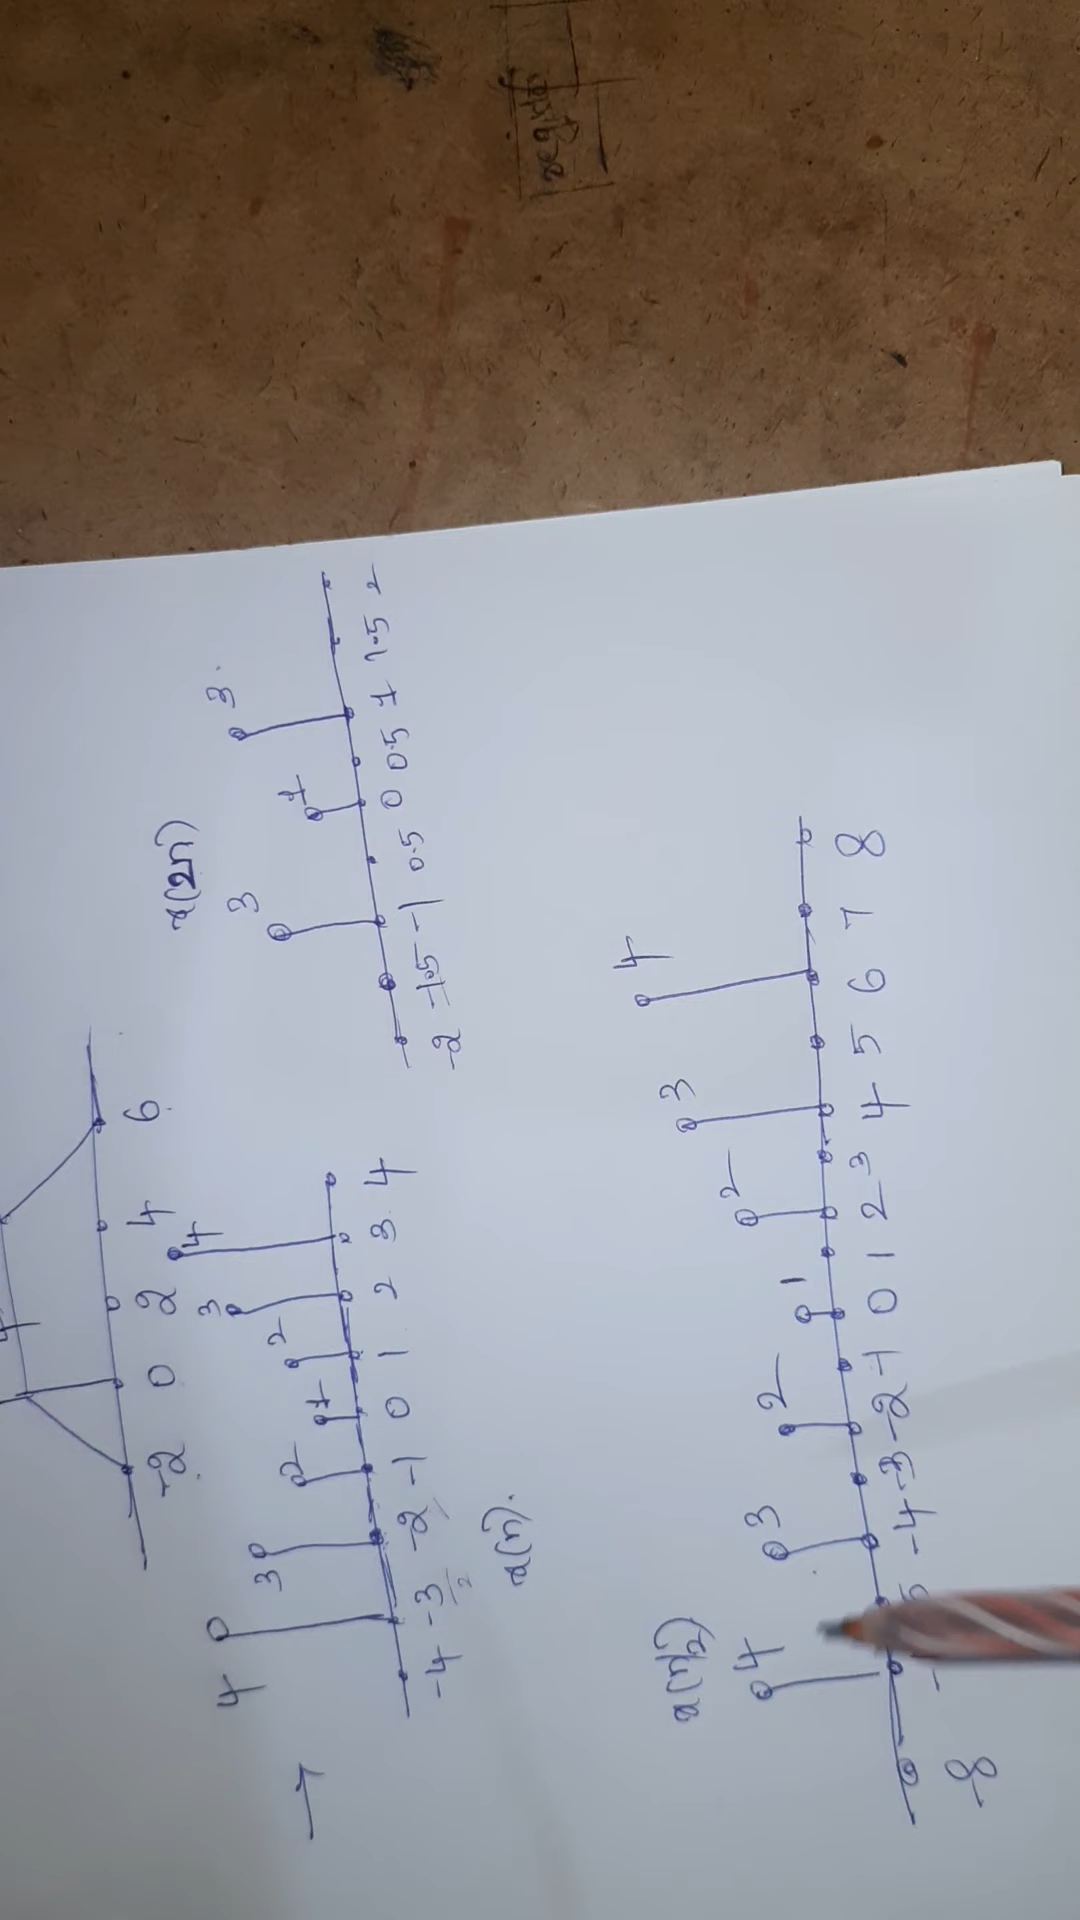 4
-2 0 2 4 6
x(2n)
3 1 3
-2 -1.5 -1 0.5 0 0.5 1 1.5 2
4 3 2 1 2 3 4
-4 -3 -2 -1 0 1 2 3 4
2
x(n).
x(n/2)
4 3 2 1 2 3 4
-8 -4 -3 -2 -1 0 1 2 3 4 5 6 7 8